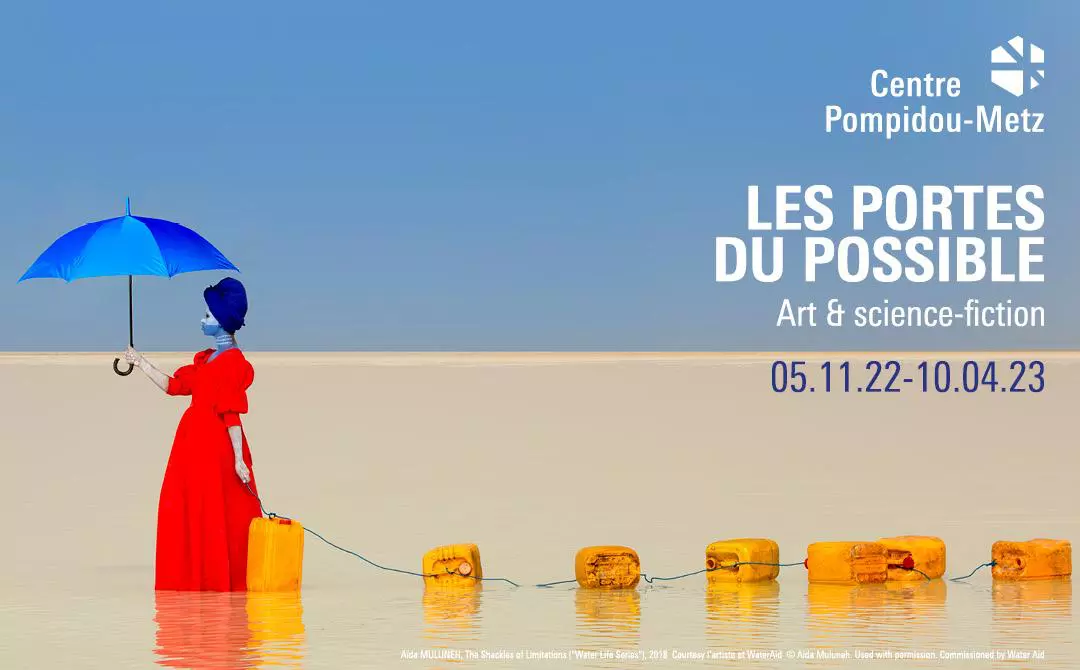 Centre
Pompidou-Metz
LES PORTES
DU POSSIBLE
Art & science-fiction
05.11.22-10.04.23
Aida MULUNEH, The Shackles of Limitations ("Water Life Series"), 2018 Courtesy l'artiste et WaterAid © Aida Muluneh. Used with permission. Commissioned by Water Aid